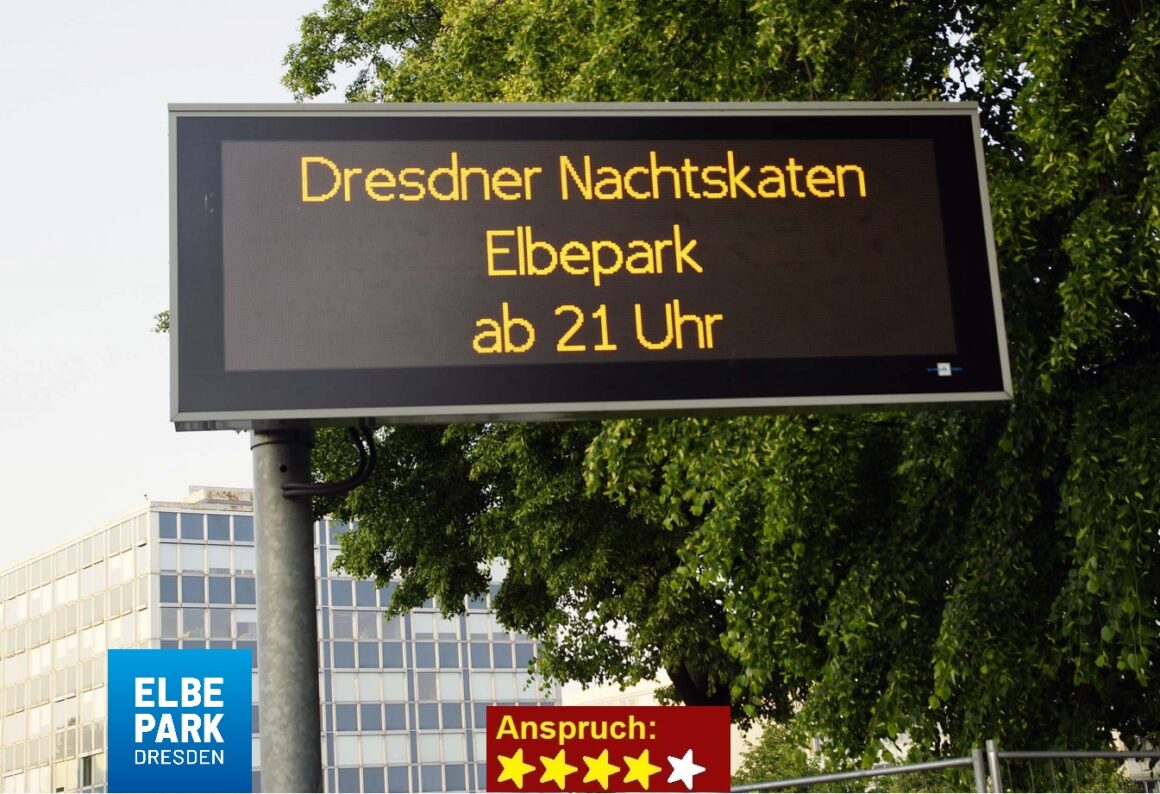 Dresdner Nachtskaten
Elbepark
ab 21 Uhr
ELBE
PARK
DRESDEN
Anspruch: